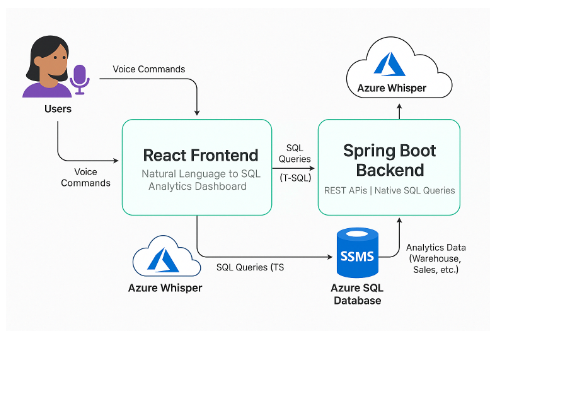 Voice Commands
Users
Voice
Commands
React Frontend
Natural Language to SQL
Analytics Dashboard
SQL
Queries
(T-SQL)
Azure Whisper
Spring Boot
Backend
REST APIs | Native SQL Queries
Azure Whisper
SQL Queries (TS
SSMS
Azure SQL
Database
Analytics Data
(Warehouse,
Sales, etc.)